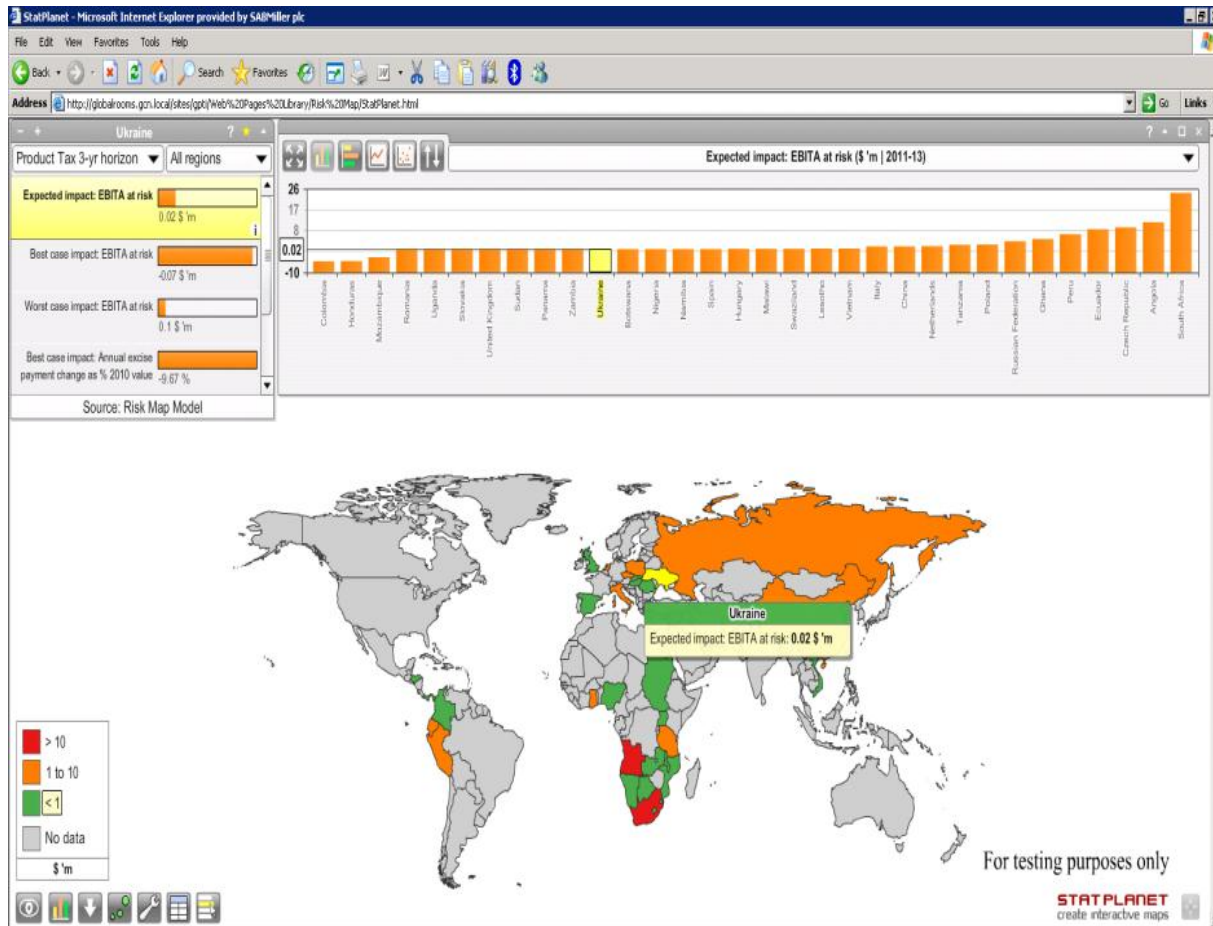 StatPlanet - Microsoft Internet Explorer provided by SABMiller plc
File Edit View Favorites Tools Help
Back Search Favorites
Address http://globalrooms.gcn.local/sites/gptj/Web%20Pages%20Library/Risk%20Map/StatPlanet.html Go Links
Ukraine
Product Tax 3-yr horizon All regions
Expected impact: EBITA at risk
0.02 $ 'm
Best case impact: EBITA at risk
-0.07 $ 'm
Worst case impact: EBITA at risk
0.1 $ 'm
Best case impact: Annual excise
payment change as % 2010 value
-9.67 %
Source: Risk Map Model
Expected impact: EBITA at risk ($ 'm | 2011-13)
26
17
8
0.02
-10
Colombia
Honduras
Mozambique
Romania
Uganda
Slovakia
United Kingdom
Sudan
Panama
Zambia
Ukraine
Botswana
Nigeria
Namibia
Spain
Hungary
Malawi
Swaziland
Lesotho
Vietnam
Italy
China
Netherlands
Tanzania
Poland
Russian Federation
Ghana
Peru
Ecuador
Czech Republic
Angola
South Africa
Ukraine
Expected impact: EBITA at risk: 0.02 $ 'm
> 10
1 to 10
< 1
No data
$ 'm
For testing purposes only
STATPLANET
create interactive maps